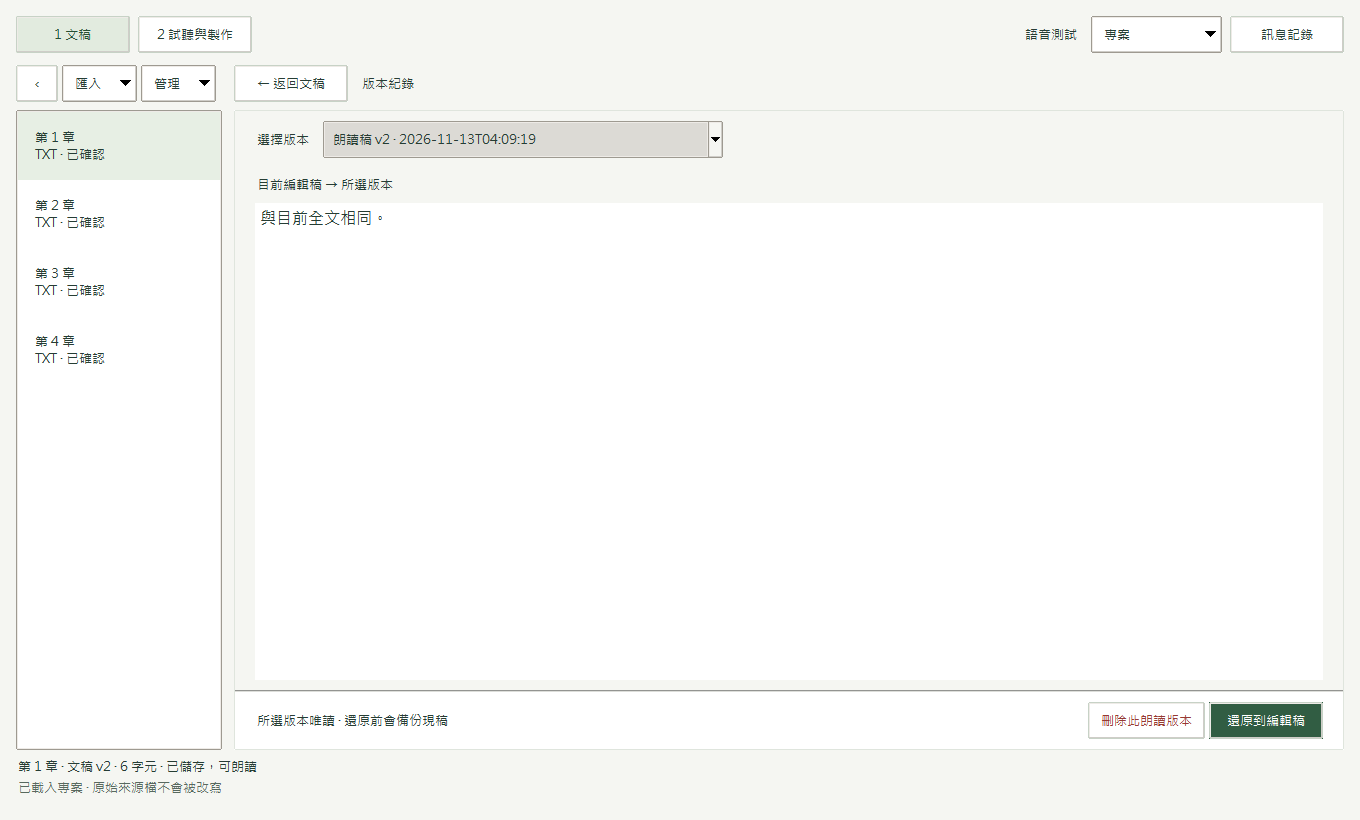 1 文稿
2 試聽與製作
語音測試
專案
訊息記錄
‹
匯入
管理
← 返回文稿
版本紀錄
第 1 章
TXT · 已確認
第 2 章
TXT · 已確認
第 3 章
TXT · 已確認
第 4 章
TXT · 已確認
選擇版本
朗讀稿 v2 · 2026-11-13T04:09:19
目前編輯稿 → 所選版本
與目前全文相同。
所選版本唯讀 · 還原前會備份現稿
刪除此朗讀版本
還原到編輯稿
第 1 章 · 文稿 v2 · 6 字元 · 已儲存，可朗讀
已載入專案 · 原始來源檔不會被改寫